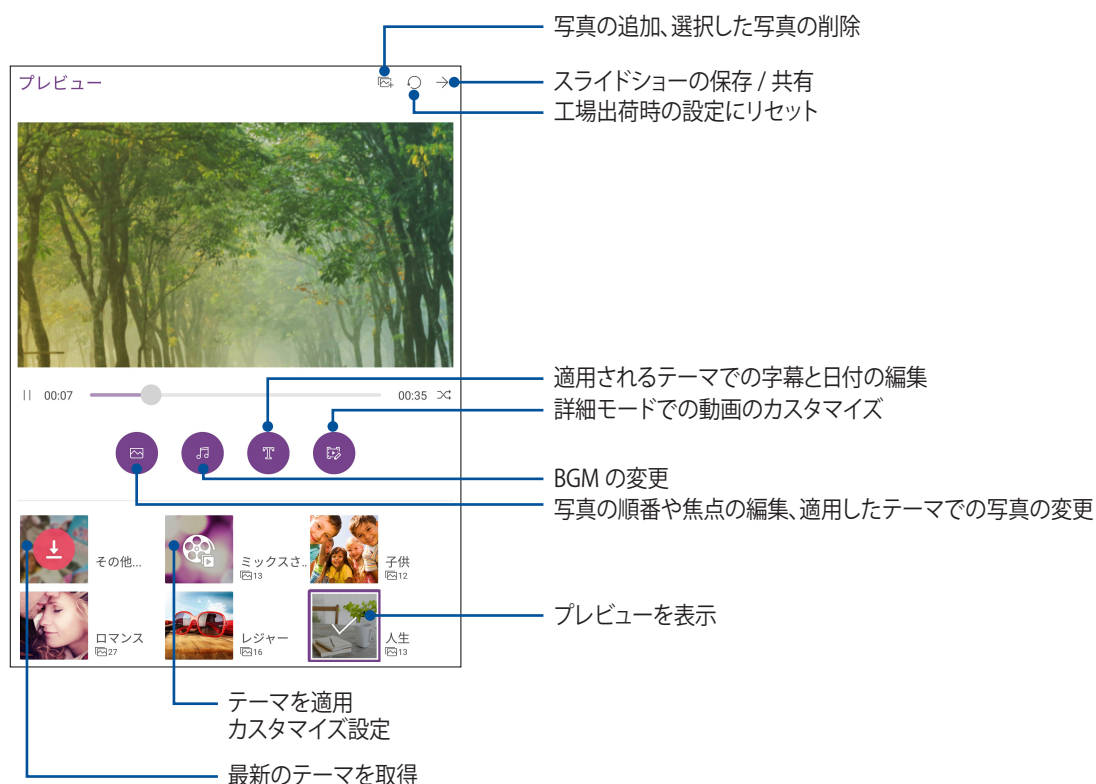 写真の追加、選択した写真の削除
プレビュー
スライドショーの保存 / 共有
工場出荷時の設定にリセット
00:07
00:35
適用されるテーマでの字幕と日付の編集
詳細モードでの動画のカスタマイズ
T
BGM の変更
写真の順番や焦点の編集、適用したテーマでの写真の変更
その他...
ミックスさ..
13
子供
12
ロマンス
27
レジャー
16
人生
13
プレビューを表示
テーマを適用
カスタマイズ設定
最新のテーマを取得